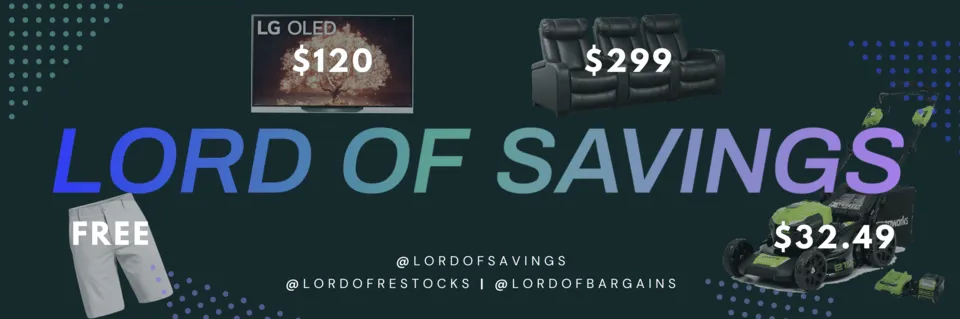 LG OLED
$120
$299
LORD OF SAVINGS
FREE
$32.49
@LORDOFSAVINGS
@LORDOFRESTOCKS | @LORDOFBARGAINS